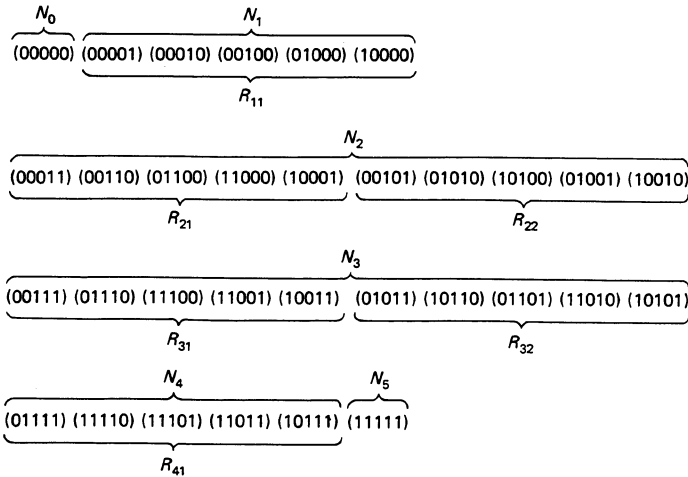 N₀ N₁
(00000) (00001) (00010) (00100) (01000) (10000)
R₁₁
N₂
(00011) (00110) (01100) (11000) (10001) (00101) (01010) (10100) (01001) (10010)
R₂₁ R₂₂
N₃
(00111) (01110) (11100) (11001) (10011) (01011) (10110) (01101) (11010) (10101)
R₃₁ R₃₂
N₄ N₅
(01111) (11110) (11101) (11011) (10111) (11111)
R₄₁